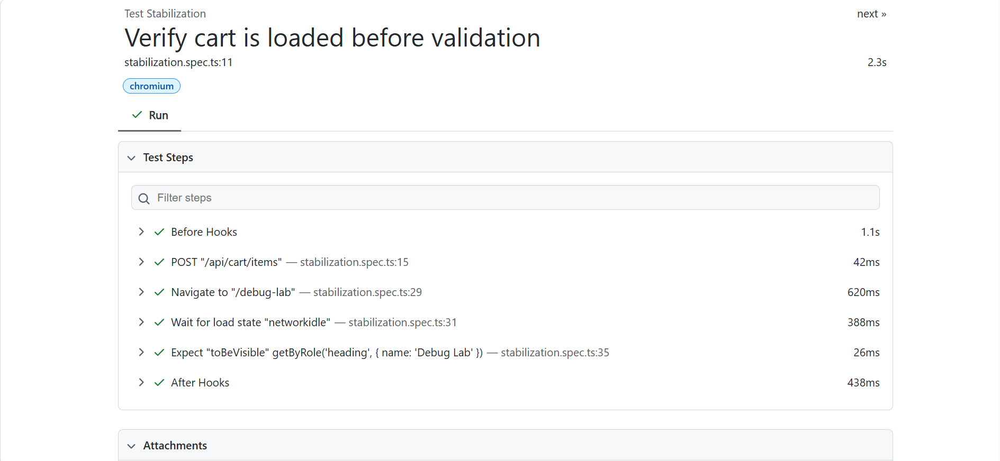 Test Stabilization
next »
Verify cart is loaded before validation
stabilization.spec.ts:11
2.3s
chromium
Run
Test Steps
Filter steps
Before Hooks 1.1s
POST "/api/cart/items" — stabilization.spec.ts:15 42ms
Navigate to "/debug-lab" — stabilization.spec.ts:29 620ms
Wait for load state "networkidle" — stabilization.spec.ts:31 388ms
Expect "toBeVisible" getByRole('heading', { name: 'Debug Lab' }) — stabilization.spec.ts:35 26ms
After Hooks 438ms
Attachments